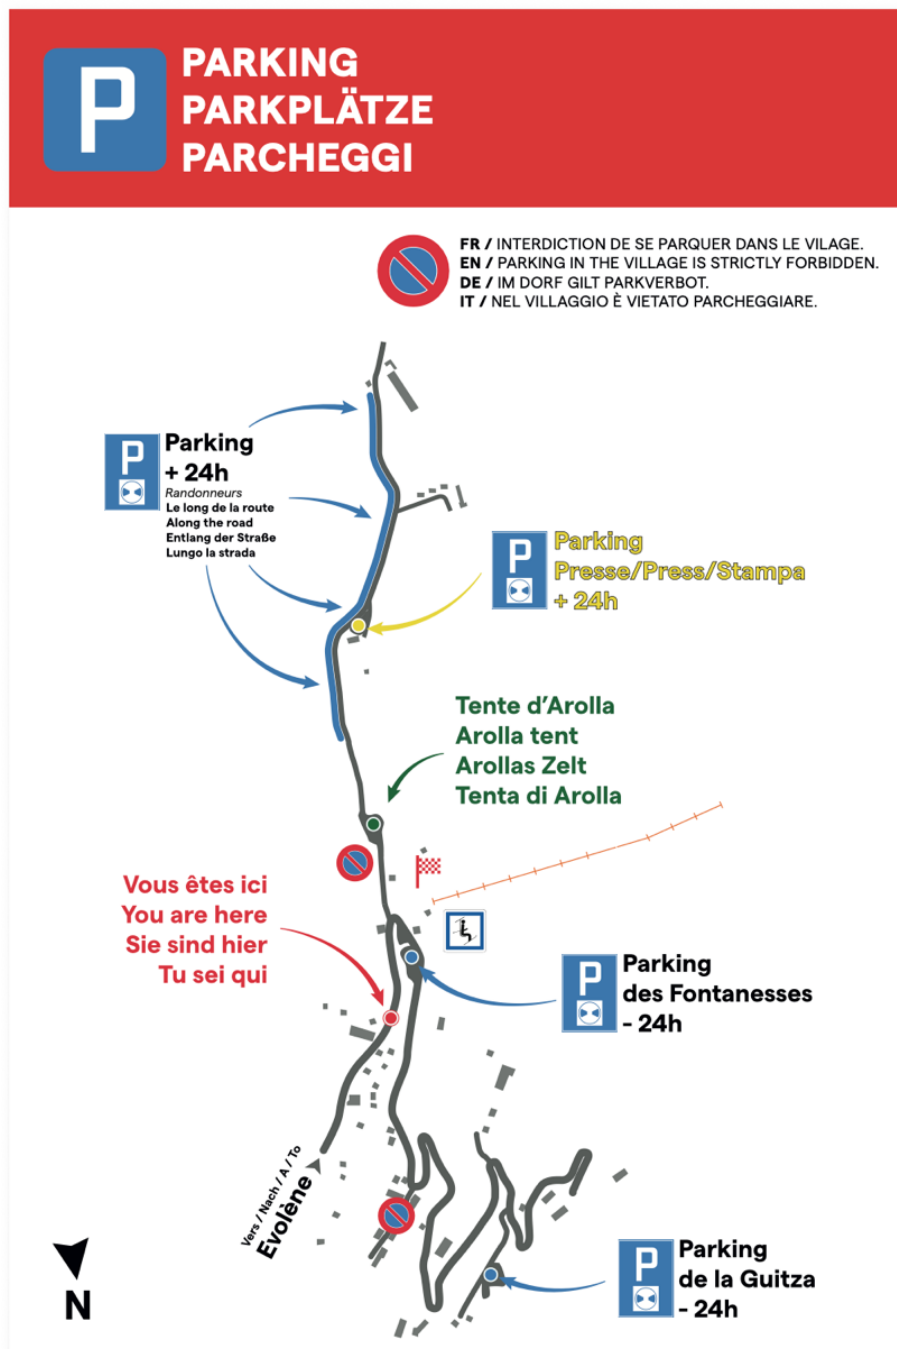 P
PARKING
PARKPLÄTZE
PARCHEGGI
FR / INTERDICTION DE SE PARQUER DANS LE VILAGE.
EN / PARKING IN THE VILLAGE IS STRICTLY FORBIDDEN.
DE / IM DORF GILT PARKVERBOT.
IT / NEL VILLAGGIO È VIETATO PARCHEGGIARE.
P
Parking
+ 24h
Randonneurs
Le long de la route
Along the road
Entlang der Straße
Lungo la strada
P
Parking
Presse/Press/Stampa
+ 24h
Tente d'Arolla
Arolla tent
Arollas Zelt
Tenta di Arolla
Vous êtes ici
You are here
Sie sind hier
Tu sei qui
P
Parking
des Fontanesses
- 24h
Vers / Nach / A / To
Evolène
P
Parking
de la Guitza
- 24h
N